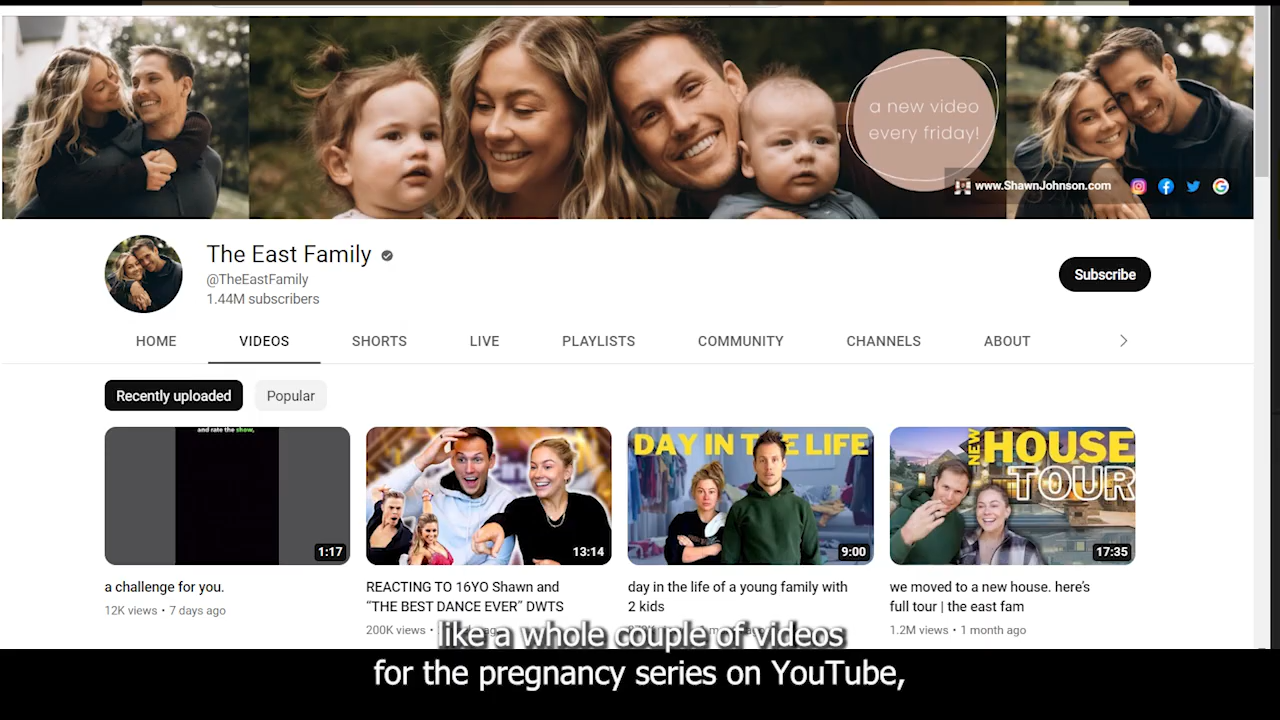 a new video
every friday!
www.ShawnJohnson.com
The East Family
@TheEastFamily
1.44M subscribers
Subscribe
HOME VIDEOS SHORTS LIVE PLAYLISTS COMMUNITY CHANNELS ABOUT
Recently uploaded Popular
and rate the show,
1:17
13:14
DAY IN THE LIFE
9:00
NEW HOUSE
TOUR
17:35
a challenge for you.
12K views • 7 days ago
REACTING TO 16YO Shawn and
“THE BEST DANCE EVER” DWTS
200K views •
day in the life of a young family with
2 kids
we moved to a new house. here's
full tour | the east fam
1.2M views • 1 month ago
like a whole couple of videos
for the pregnancy series on YouTube,